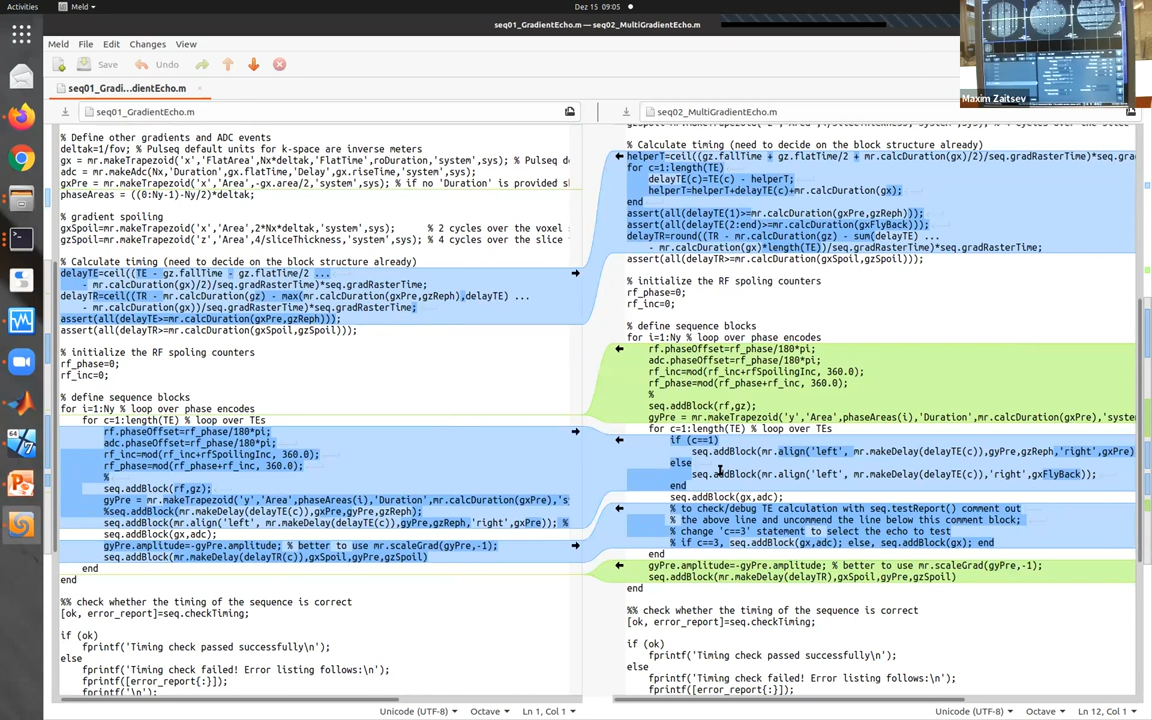 Activities
Meld
Dez 15 09:05
seq01_GradientEcho.m — seq02_MultiGradientEcho.m
Meld File Edit Changes View
Save Undo
seq01_Gradi...dientEcho.m
seq01_GradientEcho.m
% Define other gradients and ADC events
deltak=1/fov; % Pulseq default units for k-space are inverse meters
gx = mr.makeTrapezoid('x','FlatArea',Nx*deltak,'FlatTime',roDuration,'system',sys); % Pulseq d
adc = mr.makeAdc(Nx,'Duration',gx.flatTime,'Delay',gx.riseTime,'system',sys);
gxPre = mr.makeTrapezoid('x','Area',-gx.area/2,'system',sys); % if no 'Duration' is provided s
phaseAreas = ((0:Ny-1)-Ny/2)*deltak;
% gradient spoiling
gxSpoil=mr.makeTrapezoid('x','Area',2*Nx*deltak,'system',sys); % 2 cycles over the voxel
gzSpoil=mr.makeTrapezoid('z','Area',4/sliceThickness,'system',sys); % 4 cycles over the slice
% Calculate timing (need to decide on the block structure already)
delayTE=ceil((TE - gz.fallTime - gz.flatTime/2 ...
- mr.calcDuration(gx)/2)/seq.gradRasterTime)*seq.gradRasterTime;
delayTR=ceil((TR - mr.calcDuration(gz) - max(mr.calcDuration(gxPre,gzReph),delayTE) ...
- mr.calcDuration(gx))/seq.gradRasterTime)*seq.gradRasterTime;
assert(all(delayTE>=mr.calcDuration(gxPre,gzReph)));
assert(all(delayTR>=mr.calcDuration(gxSpoil,gzSpoil)));
% initialize the RF spoling counters
rf_phase=0;
rf_inc=0;
% define sequence blocks
for i=1:Ny % loop over phase encodes
for c=1:length(TE) % loop over TEs
rf.phaseOffset=rf_phase/180*pi;
adc.phaseOffset=rf_phase/180*pi;
rf_inc=mod(rf_inc+rfSpoilingInc, 360.0);
rf_phase=mod(rf_phase+rf_inc, 360.0);
%
seq.addBlock(rf,gz);
gyPre = mr.makeTrapezoid('y','Area',phaseAreas(i),'Duration',mr.calcDuration(gxPre),'s
%seq.addBlock(mr.makeDelay(delayTE(c)),gxPre,gyPre,gzReph);
seq.addBlock(mr.align('left', mr.makeDelay(delayTE(c)),gyPre,gzReph,'right',gxPre)); %
seq.addBlock(gx,adc);
gyPre.amplitude=-gyPre.amplitude; % better to use mr.scaleGrad(gyPre,-1);
seq.addBlock(mr.makeDelay(delayTR(c)),gxSpoil,gyPre,gzSpoil)
end
end
%% check whether the timing of the sequence is correct
[ok, error_report]=seq.checkTiming;
if (ok)
fprintf('Timing check passed successfully\n');
else
fprintf('Timing check failed! Error listing follows:\n');
fprintf([error_report{:}]);
fprintf('\n');
Unicode (UTF-8) Octave Ln 1, Col 1
seq02_MultiGradientEcho.m
% Calculate timing (need to decide on the block structure already)
helperT=ceil((gz.fallTime + gz.flatTime/2 + mr.calcDuration(gx)/2)/seq.gradRasterTime)*seq.gra
for c=1:length(TE)
delayTE(c)=TE(c) - helperT;
helperT=helperT+delayTE(c)+mr.calcDuration(gx);
end
assert(all(delayTE(1)>=mr.calcDuration(gxPre,gzReph)));
assert(all(delayTE(2:end)>=mr.calcDuration(gxFlyBack)));
delayTR=round((TR - mr.calcDuration(gz) - sum(delayTE) ...
- mr.calcDuration(gx)*length(TE))/seq.gradRasterTime)*seq.gradRasterTime;
assert(all(delayTR>=mr.calcDuration(gxSpoil,gzSpoil)));
% initialize the RF spoling counters
rf_phase=0;
rf_inc=0;
% define sequence blocks
for i=1:Ny % loop over phase encodes
rf.phaseOffset=rf_phase/180*pi;
adc.phaseOffset=rf_phase/180*pi;
rf_inc=mod(rf_inc+rfSpoilingInc, 360.0);
rf_phase=mod(rf_phase+rf_inc, 360.0);
%
seq.addBlock(rf,gz);
gyPre = mr.makeTrapezoid('y','Area',phaseAreas(i),'Duration',mr.calcDuration(gxPre),'system
for c=1:length(TE) % loop over TEs
if (c==1)
seq.addBlock(mr.align('left', mr.makeDelay(delayTE(c)),gyPre,gzReph,'right',gxPre)
else
seq.addBlock(mr.align('left', mr.makeDelay(delayTE(c)),'right',gxFlyBack));
end
seq.addBlock(gx,adc);
% to check/debug TE calculation with seq.testReport() comment out
% the above line and uncomment the line below this comment block;
% change 'c==3' statement to select the echo to test
% if c==3, seq.addBlock(gx,adc); else, seq.addBlock(gx); end
end
gyPre.amplitude=-gyPre.amplitude; % better to use mr.scaleGrad(gyPre,-1);
seq.addBlock(mr.makeDelay(delayTR),gxSpoil,gyPre,gzSpoil)
end
%% check whether the timing of the sequence is correct
[ok, error_report]=seq.checkTiming;
if (ok)
fprintf('Timing check passed successfully\n');
else
fprintf('Timing check failed! Error listing follows:\n');
fprintf([error_report{:}]);
Unicode (UTF-8) Octave Ln 12, Col 1
Maxim Zaitsev